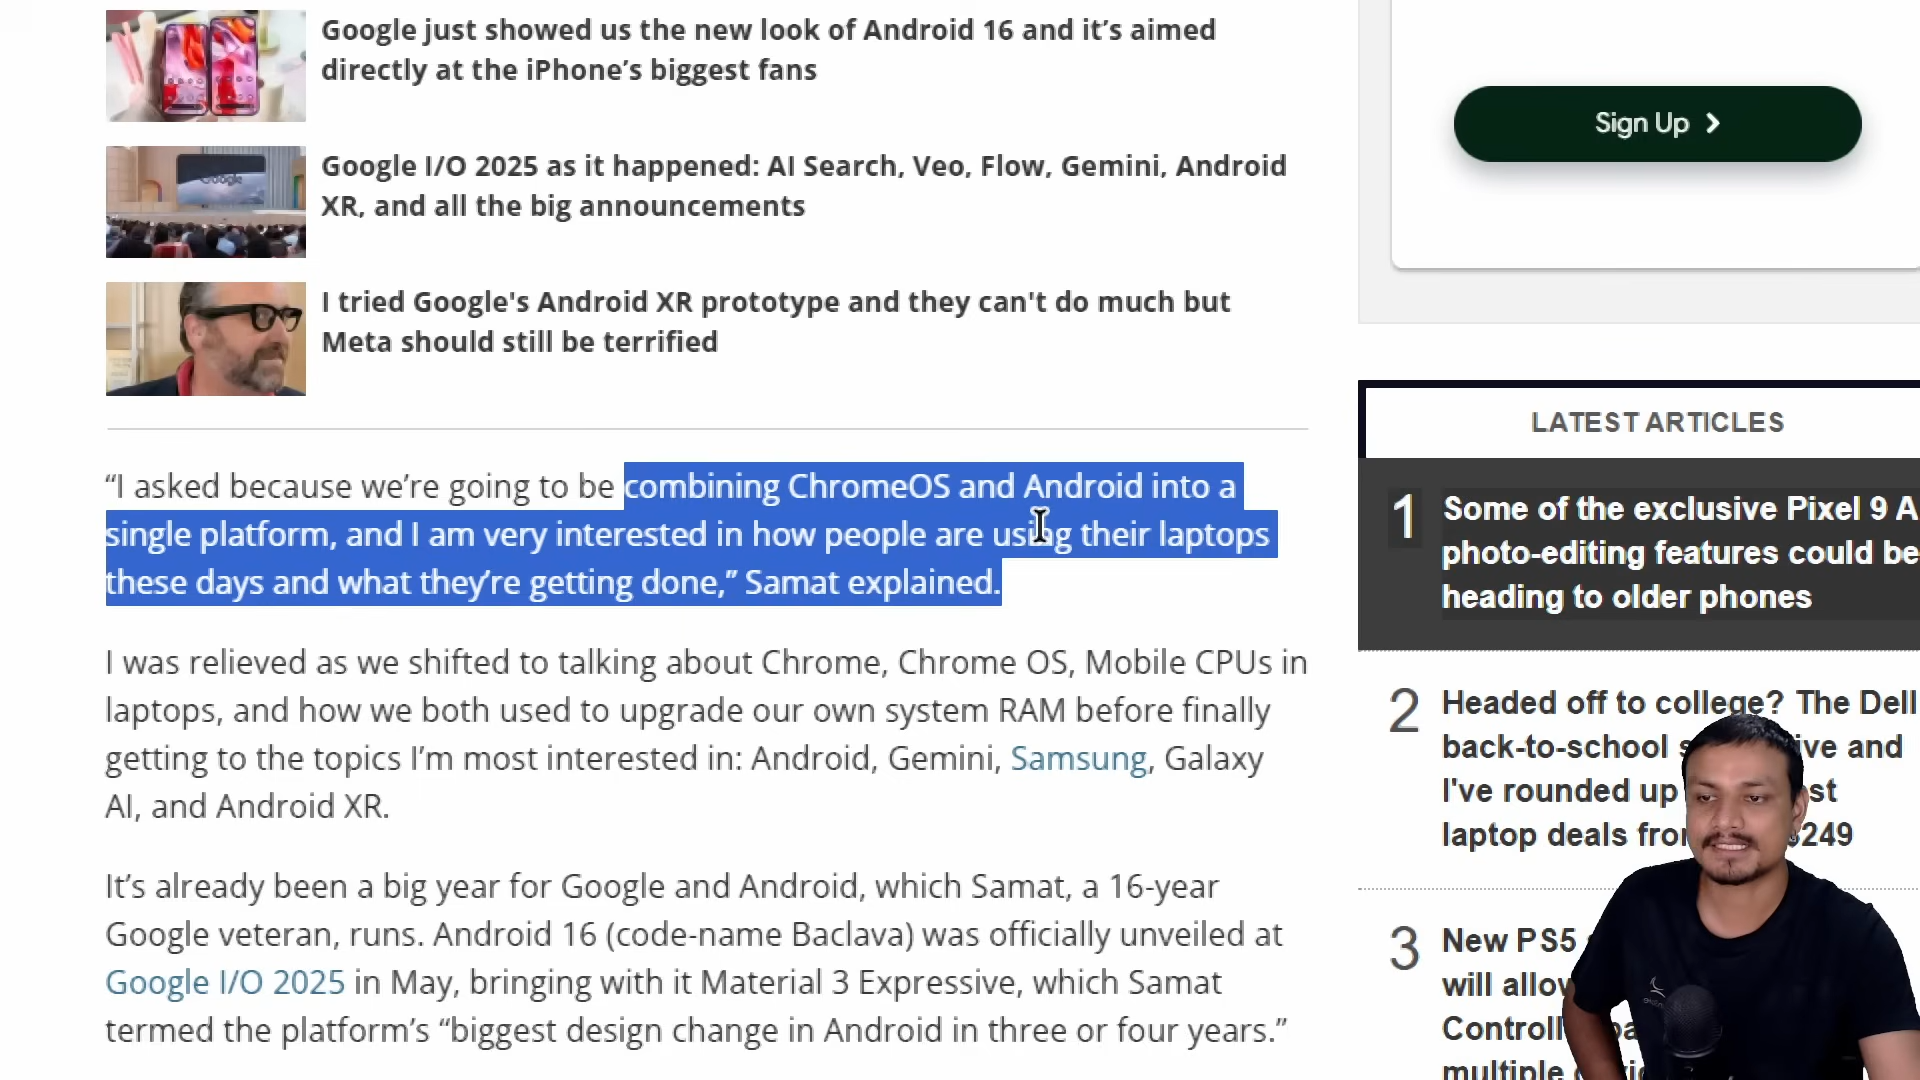 Google just showed us the new look of Android 16 and it’s aimed
directly at the iPhone’s biggest fans
Google I/O 2025 as it happened: AI Search, Veo, Flow, Gemini, Android
XR, and all the big announcements
I tried Google's Android XR prototype and they can't do much but
Meta should still be terrified
“I asked because we’re going to be combining ChromeOS and Android into a
single platform, and I am very interested in how people are using their laptops
these days and what they’re getting done,” Samat explained.
I was relieved as we shifted to talking about Chrome, Chrome OS, Mobile CPUs in
laptops, and how we both used to upgrade our own system RAM before finally
getting to the topics I’m most interested in: Android, Gemini, Samsung, Galaxy
AI, and Android XR.
It’s already been a big year for Google and Android, which Samat, a 16-year
Google veteran, runs. Android 16 (code-name Baclava) was officially unveiled at
Google I/O 2025 in May, bringing with it Material 3 Expressive, which Samat
termed the platform’s “biggest design change in Android in three or four years.”
Sign Up
LATEST ARTICLES
1
Some of the exclusive Pixel 9 A
photo-editing features could be
heading to older phones
2
Headed off to college? The Dell
back-to-school and
I've rounded up
laptop deals $249
3
New PS5
will allow
multiple